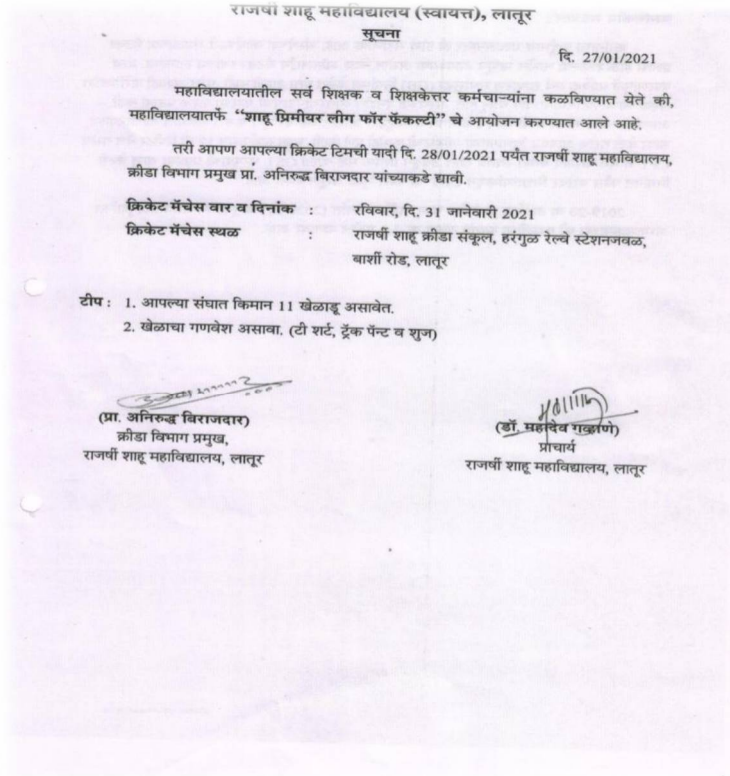 राजर्षी शाहू महाविद्यालय (स्वायत्त), लातूर
सूचना
दि. 27/01/2021
महाविद्यालयातील सर्व शिक्षक व शिक्षकेत्तर कर्मचाऱ्यांना कळविण्यात येते की,
महाविद्यालयातर्फे "शाहू प्रिमीयर लीग फॉर फॅकल्टी" चे आयोजन करण्यात आले आहे.
तरी आपण आपल्या क्रिकेट टिमची यादी दि. 28/01/2021 पर्यंत राजर्षी शाहू महाविद्यालय,
क्रीडा विभाग प्रमुख प्रा. अनिरुद्ध बिराजदार यांच्याकडे द्यावी.
क्रिकेट मॅचेस वार व दिनांक : रविवार, दि. 31 जानेवारी 2021
क्रिकेट मॅचेस स्थळ : राजर्षी शाहू क्रीडा संकूल, हरंगुळ रेल्वे स्टेशनजवळ,
बार्शी रोड, लातूर
टीप : 1. आपल्या संघात किमान 11 खेळाडू असावेत.
2. खेळाचा गणवेश असावा. (टी शर्ट, ट्रॅक पॅन्ट व शुज)
(प्रा. अनिरुद्ध बिराजदार)
क्रीडा विभाग प्रमुख,
राजर्षी शाहू महाविद्यालय, लातूर
(डॉ. महादेव गव्हाणे)
प्राचार्य
राजर्षी शाहू महाविद्यालय, लातूर